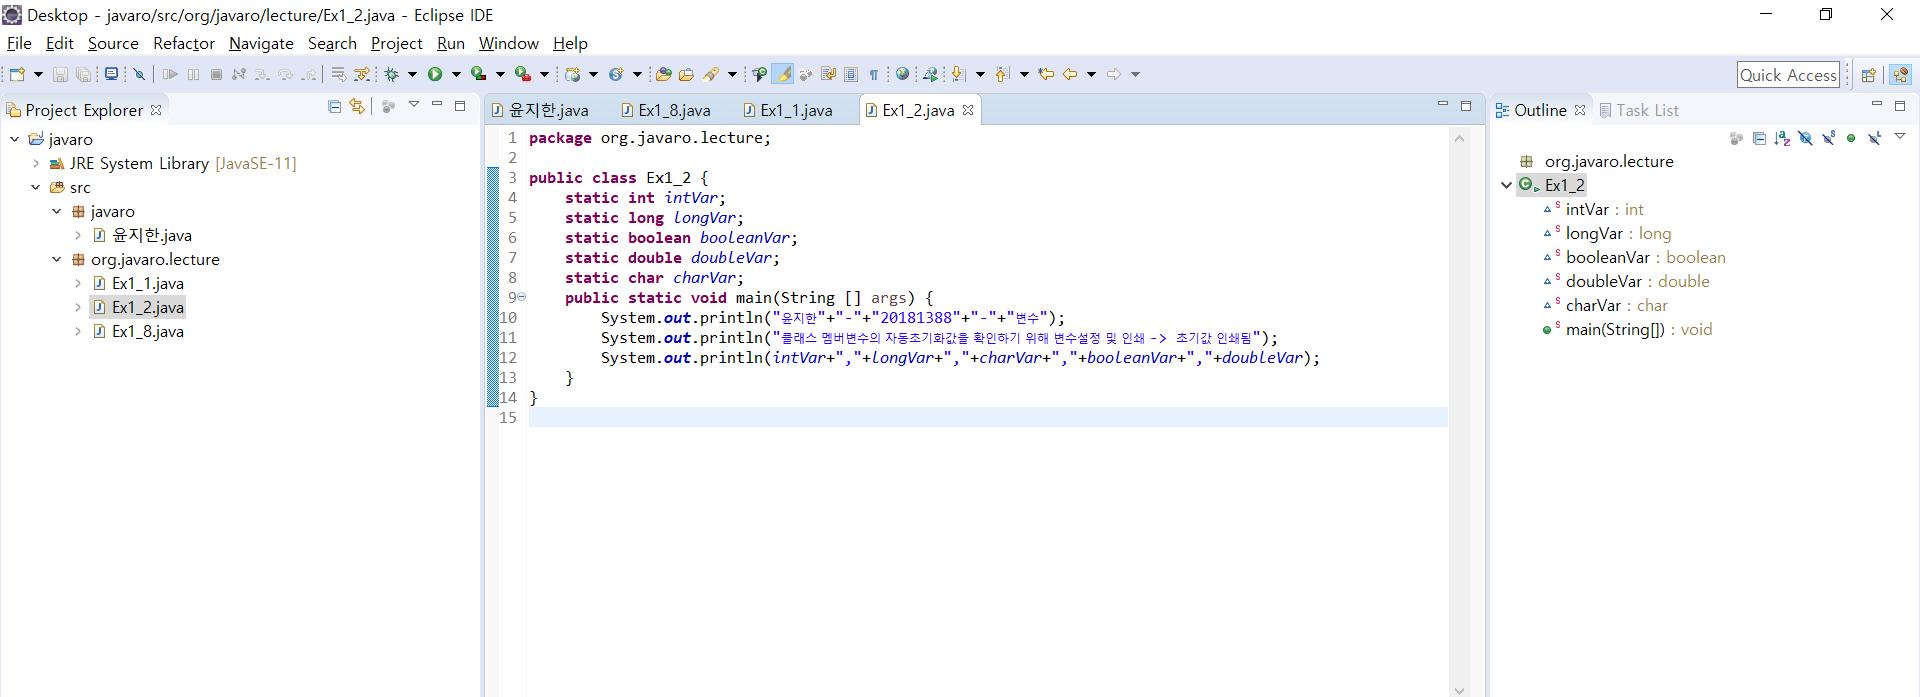 Desktop - javaro/src/org/javaro/lecture/Ex1_2.java - Eclipse IDE
File Edit Source Refactor Navigate Search Project Run Window Help
Quick Access
Project Explorer
javaro
JRE System Library [JavaSE-11]
src
javaro
윤지한.java
org.javaro.lecture
Ex1_1.java
Ex1_2.java
Ex1_8.java
윤지한.java Ex1_8.java Ex1_1.java Ex1_2.java
1 package org.javaro.lecture;
2
3 public class Ex1_2 {
4 static int intVar;
5 static long longVar;
6 static boolean booleanVar;
7 static double doubleVar;
8 static char charVar;
9 public static void main(String [] args) {
10 System.out.println("윤지한"+"-"+"20181388"+"-"+"변수");
11 System.out.println("클래스 멤버변수의 자동초기화값을 확인하기 위해 변수설정 및 인쇄 -> 초기값 인쇄됨");
12 System.out.println(intVar+","+longVar+","+charVar+","+booleanVar+","+doubleVar);
13 }
14 }
15
Outline Task List
org.javaro.lecture
Ex1_2
intVar : int
longVar : long
booleanVar : boolean
doubleVar : double
charVar : char
main(String[]) : void